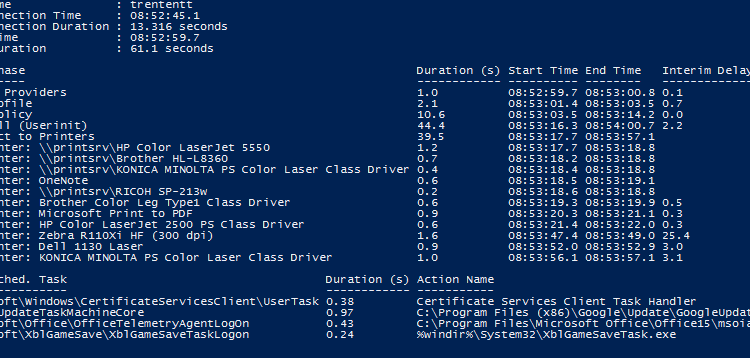 me : trententt
nnection Time : 08:52:45.1
nnection Duration : 13.316 seconds
ime : 08:52:59.7
uration : 61.1 seconds
hase Duration (s) Start Time End Time Interim Delay
Providers 1.0 08:52:59.7 08:53:00.8 0.1
ofile 2.1 08:53:01.4 08:53:03.5 0.7
olicy 10.6 08:53:03.5 08:53:14.2 0.0
ll (Userinit) 44.4 08:53:16.3 08:54:00.7 2.2
ct to Printers 39.5 08:53:17.7 08:53:57.1
nter: \\printsrv\HP Color LaserJet 5550 1.2 08:53:17.7 08:53:18.8
nter: \\printsrv\Brother HL-L8360 0.7 08:53:18.2 08:53:18.8
nter: \\printsrv\KONICA MINOLTA PS Color Laser Class Driver 0.4 08:53:18.4 08:53:18.8
nter: OneNote 0.6 08:53:18.5 08:53:19.1
nter: \\printsrv\RICOH SP-213w 0.2 08:53:18.6 08:53:18.8
nter: Brother Color Leg Type1 Class Driver 0.6 08:53:19.3 08:53:19.9 0.5
nter: Microsoft Print to PDF 0.9 08:53:20.3 08:53:21.1 0.3
nter: HP Color LaserJet 2500 PS Class Driver 0.6 08:53:21.4 08:53:22.0 0.3
nter: Zebra R110Xi HF (300 dpi) 1.6 08:53:47.4 08:53:49.0 25.4
nter: Dell 1130 Laser 0.9 08:53:52.0 08:53:52.9 3.0
nter: KONICA MINOLTA PS Color Laser Class Driver 1.0 08:53:56.1 08:53:57.1 3.1
ched. Task Duration (s) Action Name
oft\Windows\CertificateServicesClient\UserTask 0.38 Certificate Services Client Task Handler
UpdateTaskMachineCore 0.97 C:\Program Files (x86)\Google\Update\GoogleUpdat
oft\Office\OfficeTelemetryAgentLogOn 0.43 C:\Program Files\Microsoft Office\Office15\msoia
oft\XblGameSave\XblGameSaveTaskLogon 0.24 %windir%\System32\XblGameSaveTask.exe